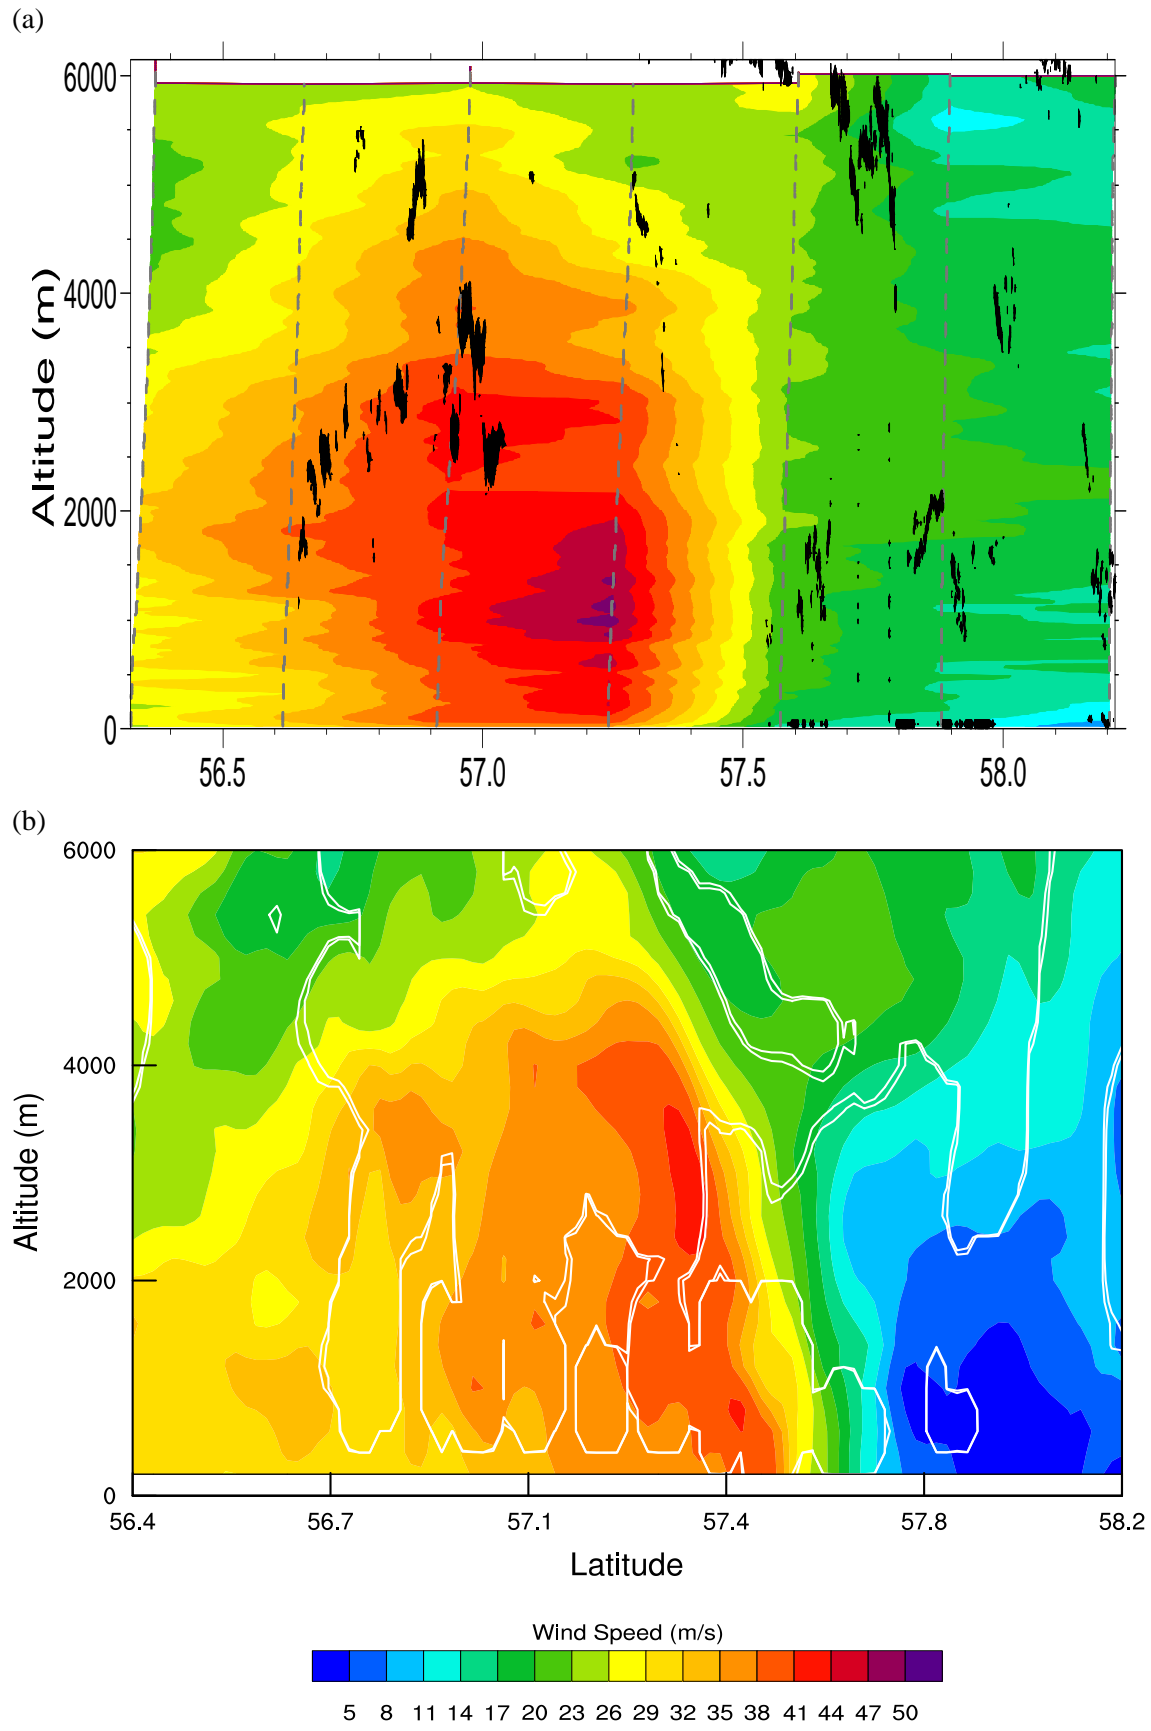 (a)
6000
4000
2000
0
Altitude (m)
56.5 57.0 57.5 58.0
(b)
6000
4000
2000
0
Altitude (m)
56.4 56.7 57.1 57.4 57.8 58.2
Latitude
Wind Speed (m/s)
5 8 11 14 17 20 23 26 29 32 35 38 41 44 47 50